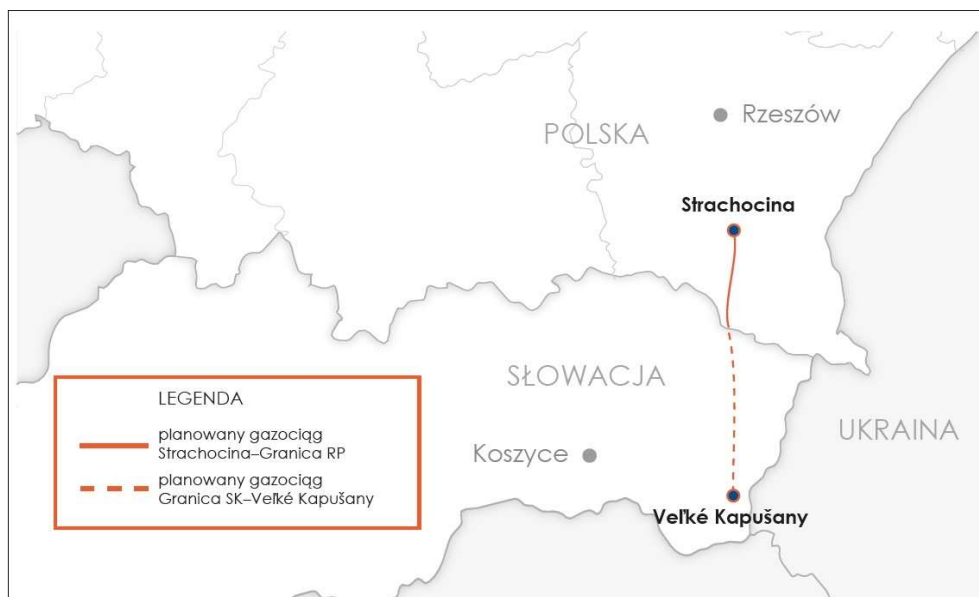 Rzeszów
POLSKA
Strachocina
SŁOWACJA
LEGENDA
planowany gazociąg
Strachocina–Granica RP
planowany gazociąg
Granica SK–Veľké Kapušany
Koszyce
UKRAINA
Veľké Kapušany